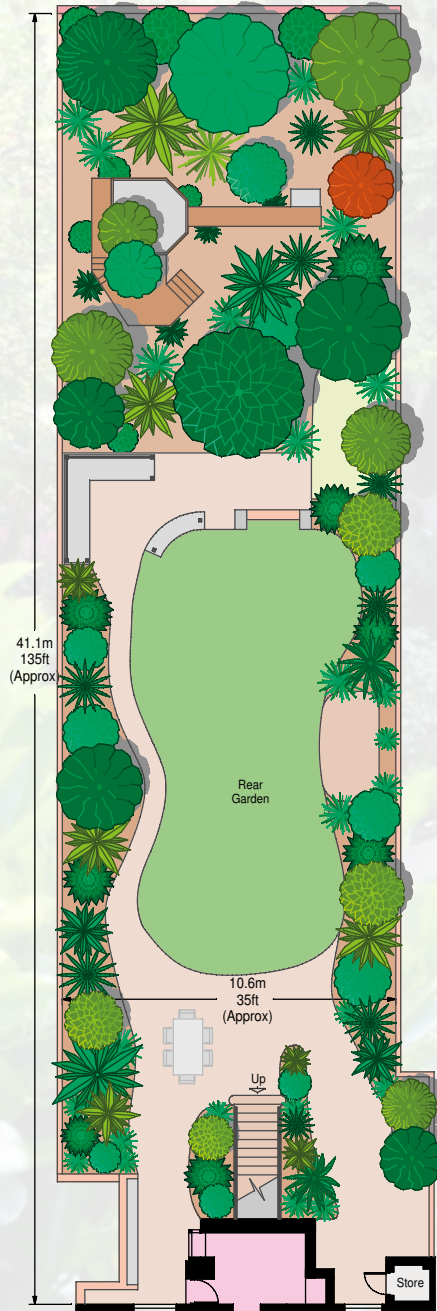 41.1m
135ft
(Approx)
Rear
Garden
10.6m
35ft
(Approx)
Up
Store